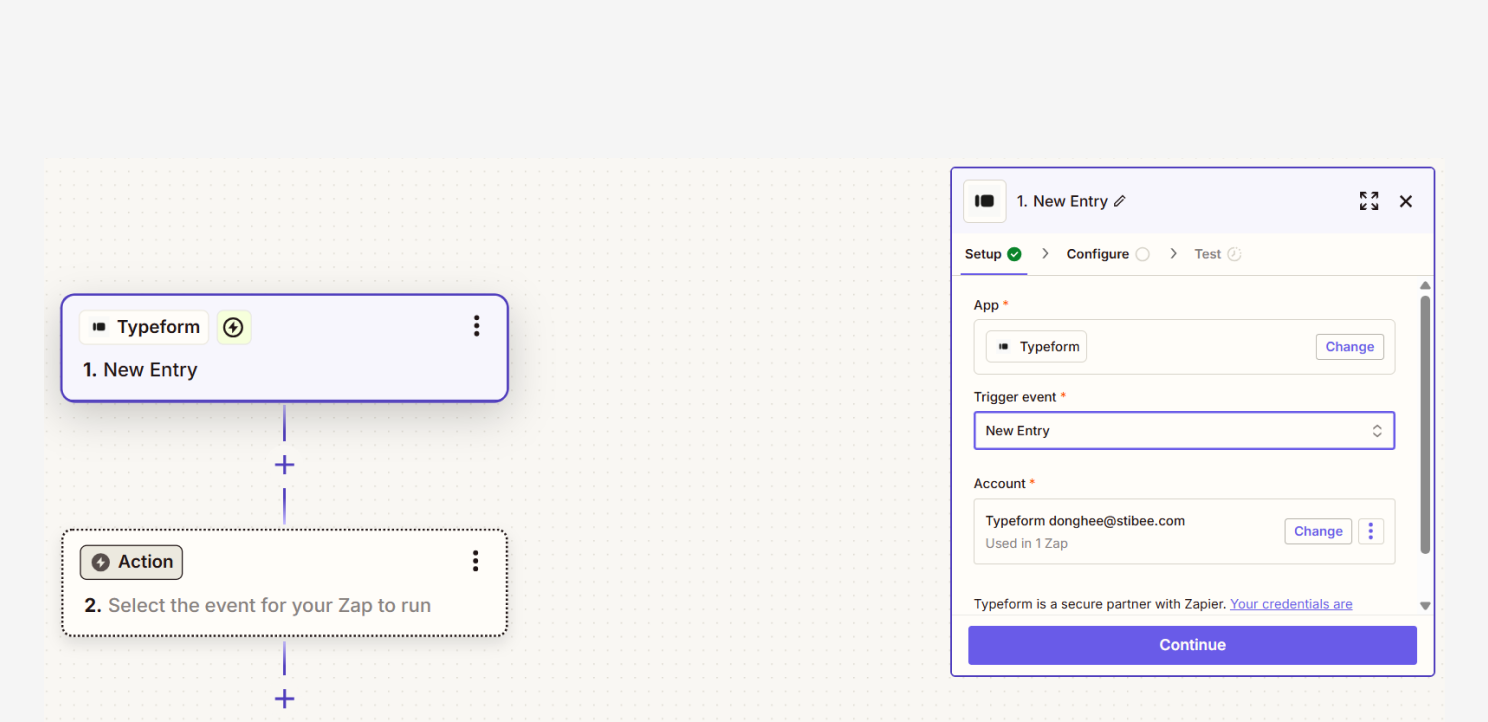 Typeform
1. New Entry
Action
2. Select the event for your Zap to run
1. New Entry
Setup
Configure
Test
App *
Typeform
Change
Trigger event *
New Entry
Account *
Typeform donghee@stibee.com
Used in 1 Zap
Change
Typeform is a secure partner with Zapier. Your credentials are
Continue